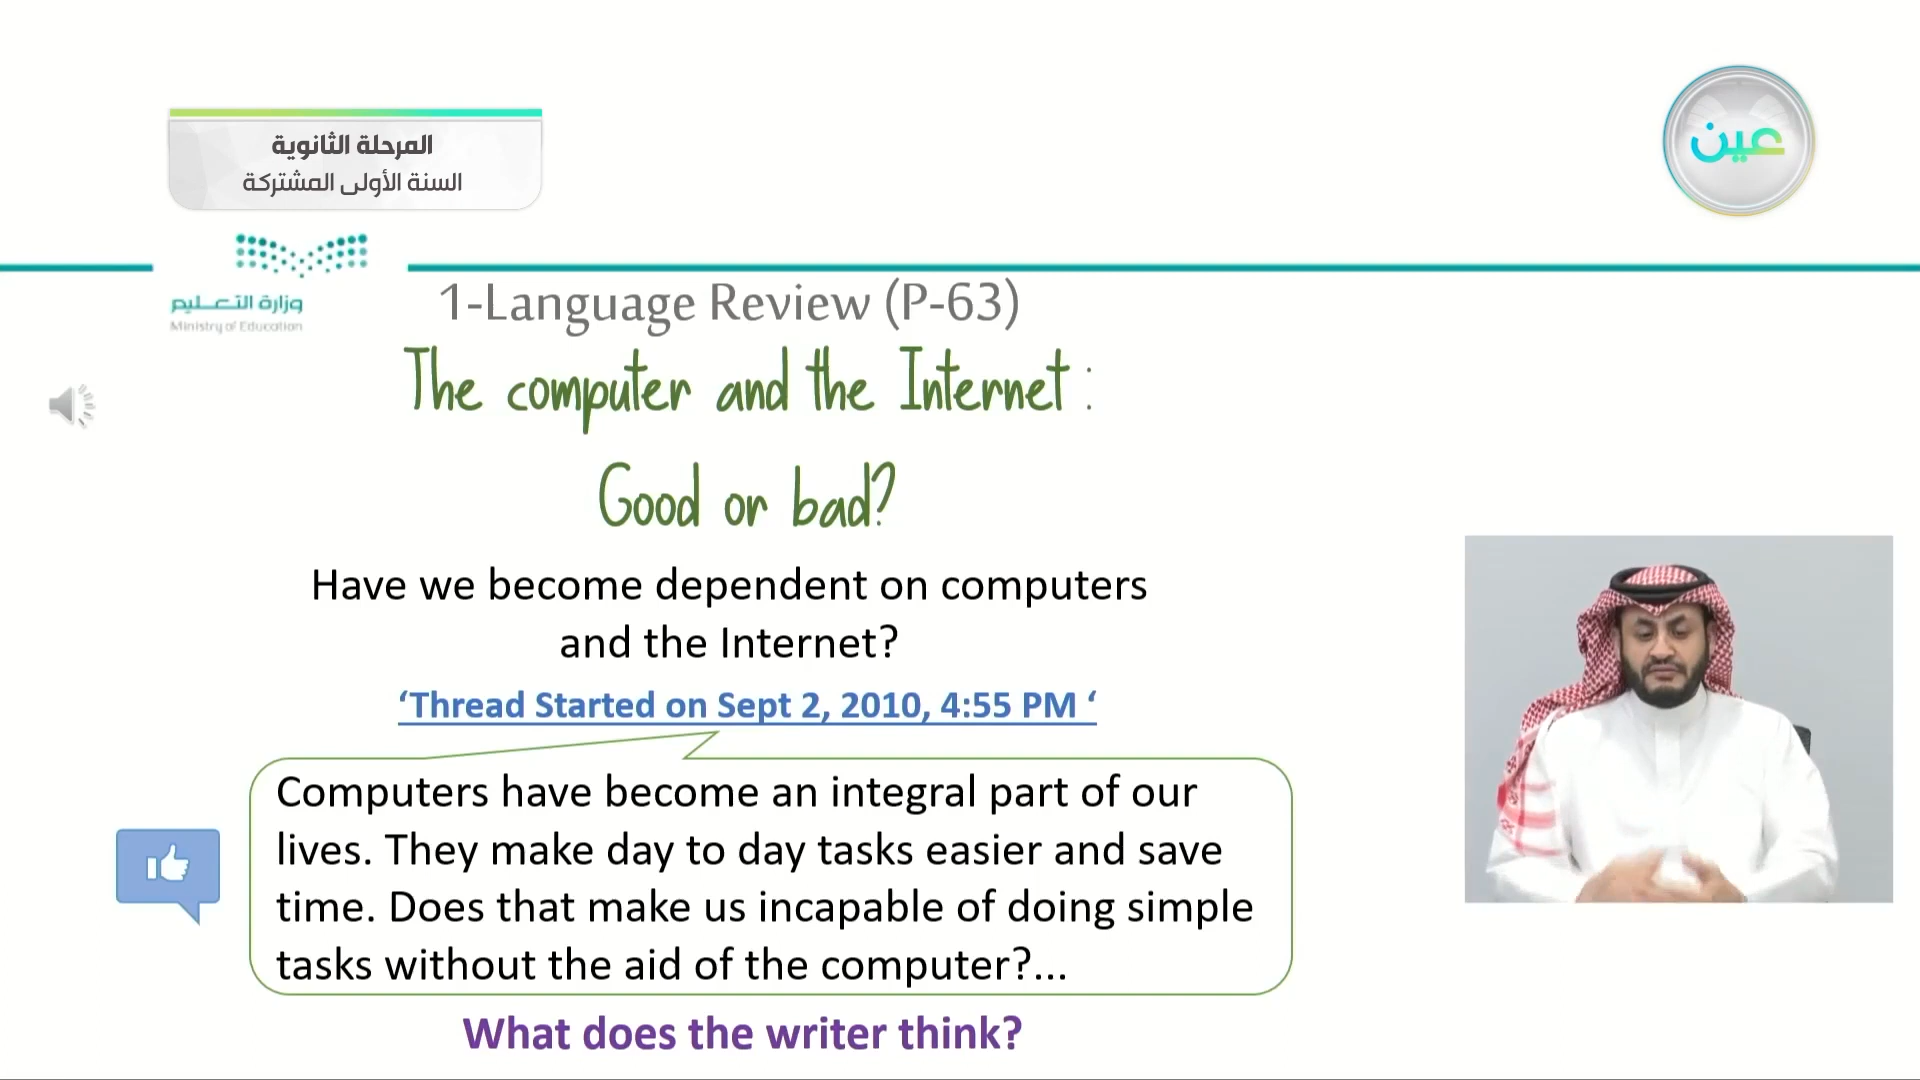 المرحلة الثانوية
السنة الأولى المشتركة
عين
وزارة التعليم
Ministry of Education
1-Language Review (P-63)
The computer and the Internet :
Good or bad?
Have we become dependent on computers
and the Internet?
‘Thread Started on Sept 2, 2010, 4:55 PM ‘
Computers have become an integral part of our
lives. They make day to day tasks easier and save
time. Does that make us incapable of doing simple
tasks without the aid of the computer?...
What does the writer think?